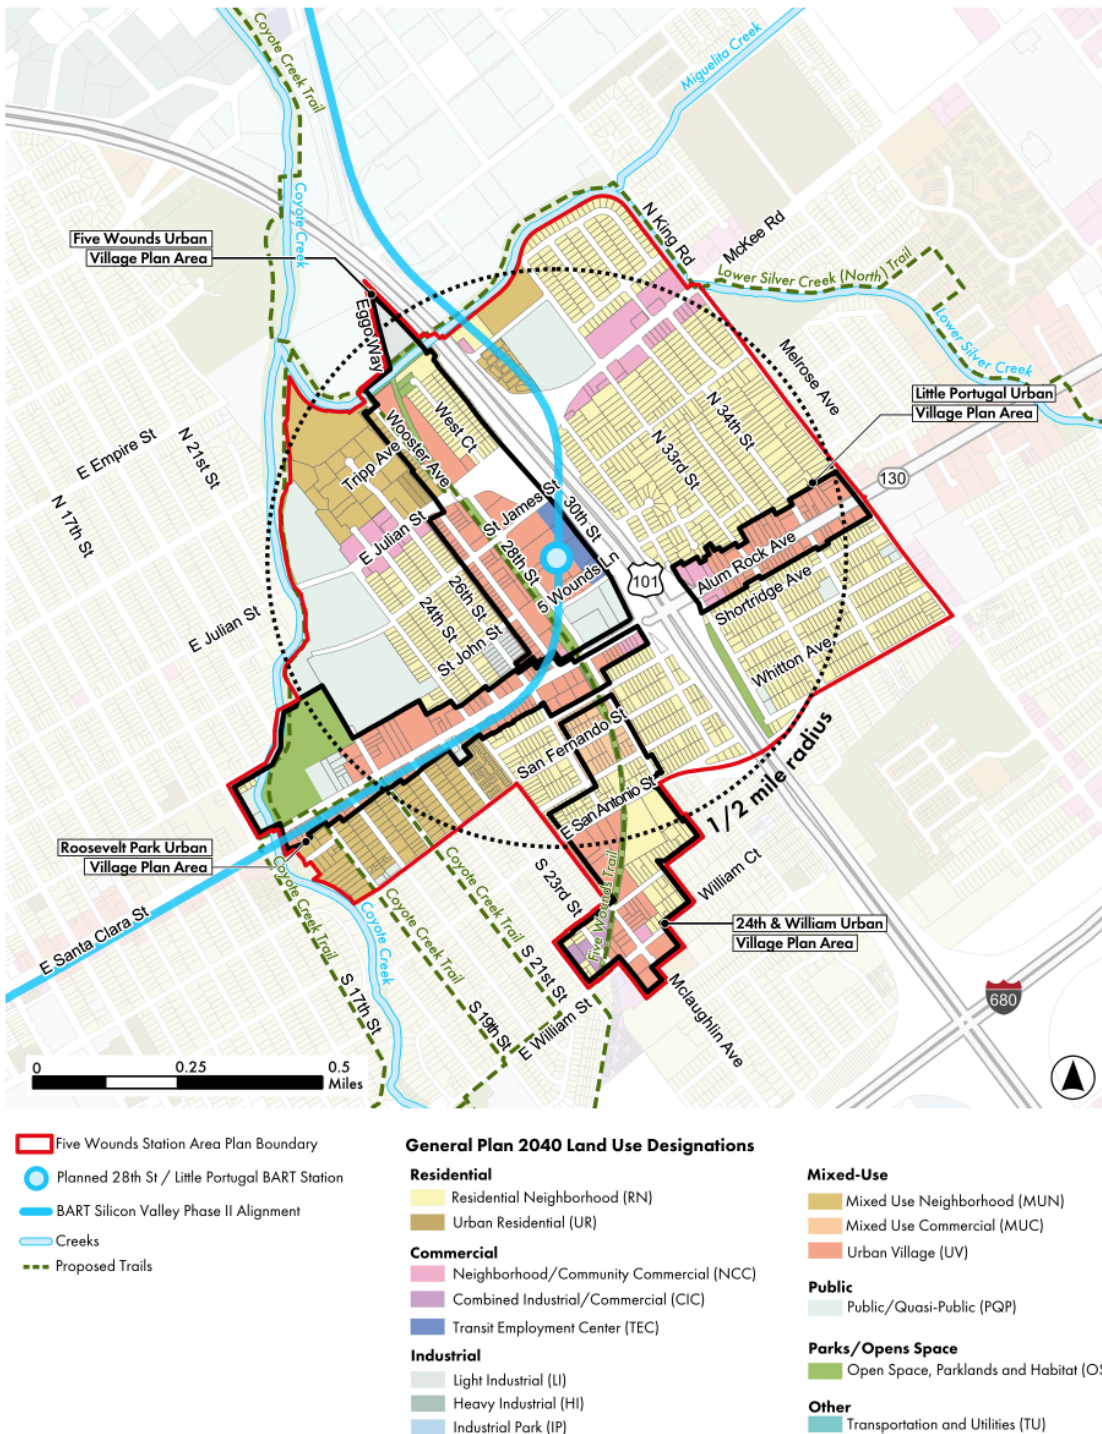 Coyote Creek Trail
Miguelita Creek
Coyote Creek
Five Wounds Urban
Village Plan Area
N King Rd
McKee Rd
Lower Silver Creek (North) Trail
Lower Silver Creek
Eggo Way
Melrose Ave
Little Portugal Urban
Village Plan Area
E Empire St
N 21st St
N 17th St
Tripp Ave
Wooster Ave
West Ct
N 34th St
N 33rd St
130
E Julian St
St James St
30th St
28th St
5 Wounds Ln
101
Alum Rock Ave
Shortridge Ave
26th St
24th St
St John St
E Julian St
Whitton Ave
San Fernando St
E San Antonio St
1/2 mile radius
Roosevelt Park Urban
Village Plan Area
E Santa Clara St
Coyote Creek Trail
Coyote Creek
Coyote Creek Trail
Coyote Creek Trail
S 23rd St
Five Wounds Trail
William Ct
24th & William Urban
Village Plan Area
S 17th St
S 19th St
S 21st St
E William St
Mclaughlin Ave
680
0 0.25 0.5
Miles
Five Wounds Station Area Plan Boundary
Planned 28th St / Little Portugal BART Station
BART Silicon Valley Phase II Alignment
Creeks
Proposed Trails
General Plan 2040 Land Use Designations
Residential
Residential Neighborhood (RN)
Urban Residential (UR)
Commercial
Neighborhood/Community Commercial (NCC)
Combined Industrial/Commercial (CIC)
Transit Employment Center (TEC)
Industrial
Light Industrial (LI)
Heavy Industrial (HI)
Industrial Park (IP)
Mixed-Use
Mixed Use Neighborhood (MUN)
Mixed Use Commercial (MUC)
Urban Village (UV)
Public
Public/Quasi-Public (PQP)
Parks/Opens Space
Open Space, Parklands and Habitat (OS
Other
Transportation and Utilities (TU)